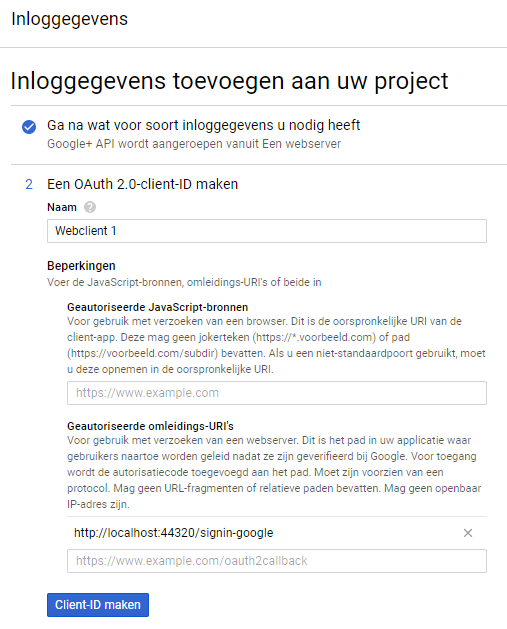 Inloggegevens
Inloggegevens toevoegen aan uw project
Ga na wat voor soort inloggegevens u nodig heeft
Google+ API wordt aangeroepen vanuit Een webserver
2 Een OAuth 2.0-client-ID maken
Naam ?
Webclient 1
Beperkingen
Voer de JavaScript-bronnen, omleidings-URI's of beide in
Geautoriseerde JavaScript-bronnen
Voor gebruik met verzoeken van een browser. Dit is de oorspronkelijke URI van de
client-app. Deze mag geen jokerteken (https://*.voorbeeld.com) of pad
(https://voorbeeld.com/subdir) bevatten. Als u een niet-standaardpoort gebruikt, moet
u deze opnemen in de oorspronkelijke URI.
https://www.example.com
Geautoriseerde omleidings-URI's
Voor gebruik met verzoeken van een webserver. Dit is het pad in uw applicatie waar
gebruikers naartoe worden geleid nadat ze zijn geverifieerd bij Google. Voor toegang
wordt de autorisatiecode toegevoegd aan het pad. Moet zijn voorzien van een
protocol. Mag geen URL-fragmenten of relatieve paden bevatten. Mag geen openbaar
IP-adres zijn.
http://localhost:44320/signin-google
https://www.example.com/oauth2callback
Client-ID maken